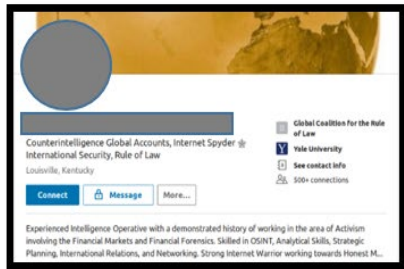 Counterintelligence Global Accounts, Internet Spyder ★
International Security, Rule of Law
Louisville, Kentucky
Connect
Message
More...
Global Coalition for the Rule
of Law
Yale University
See contact info
500+ connections
Experienced Intelligence Operative with a demonstrated history of working in the area of Activism
involving the Financial Markets and Financial Forensics. Skilled in OSINT, Analytical Skills, Strategic
Planning, International Relations, and Networking. Strong Internet Warrior working towards Honest M...